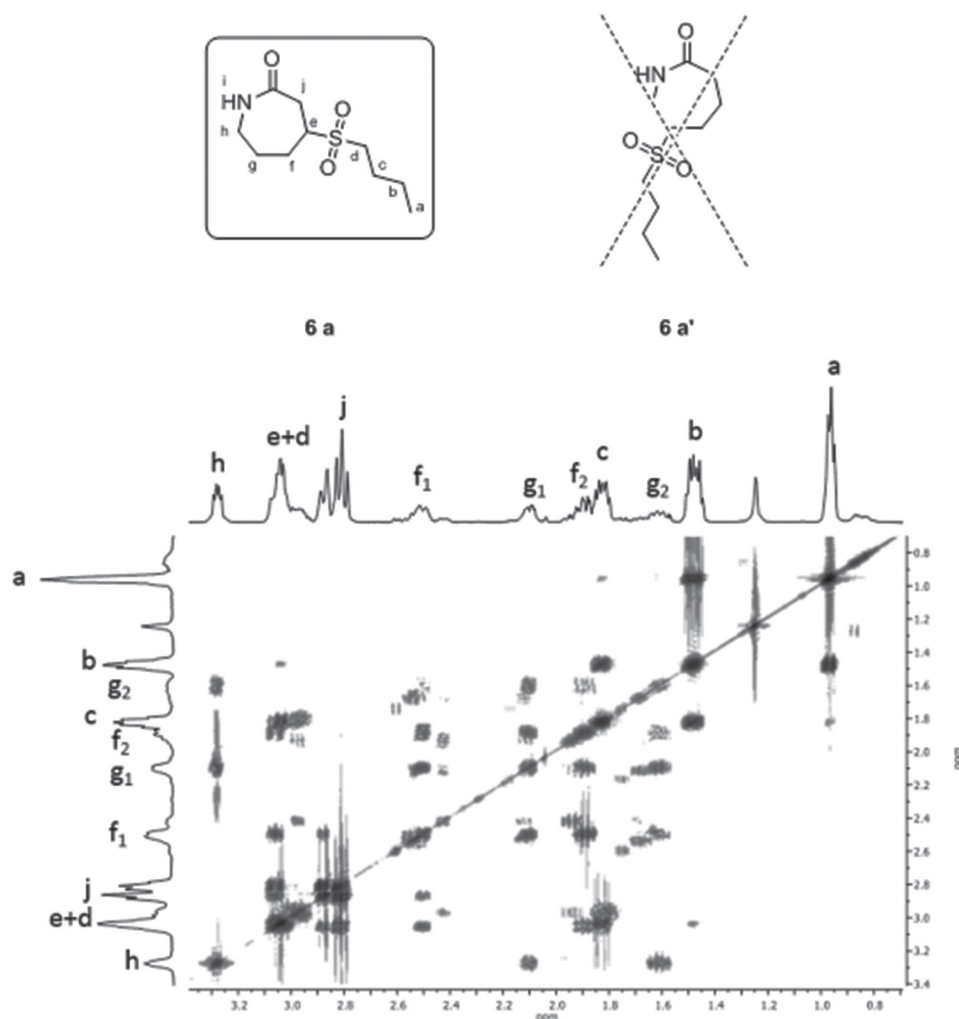 O
i
j
HN
O
e
S
h
d
c
g
f
O
b
a
O
HN
O
S
O
6 a
6 a'
a
j
e+d
b
h
c
f₁
f₂
g₁
g₂
a
b
g₂
c
f₂
g₁
f₁
j
e+d
h
0.8
1.0
1.2
1.4
1.6
1.8
2.0
2.2
2.4
2.6
2.8
3.0
3.2
3.4
ppm
3.2 3.0 2.8 2.6 2.4 2.2 2.0 1.8 1.6 1.4 1.2 1.0 0.8
ppm